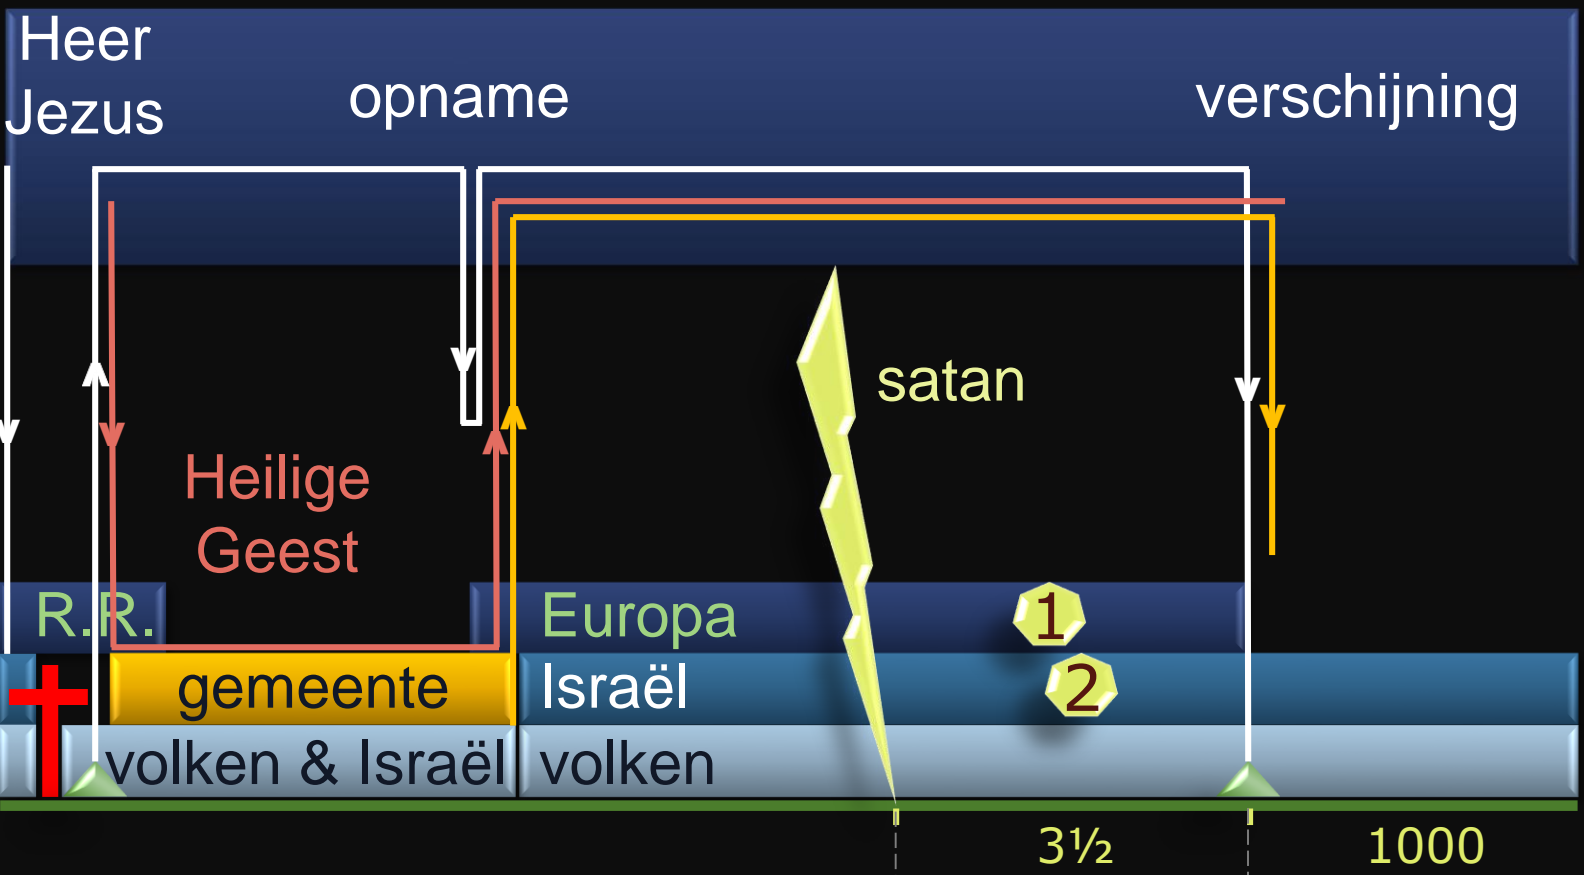 Heer
Jezus
opname
verschijning
satan
Heilige
Geest
R.R.
Europa
1
gemeente
Israël
2
volken & Israël
volken
3½
1000